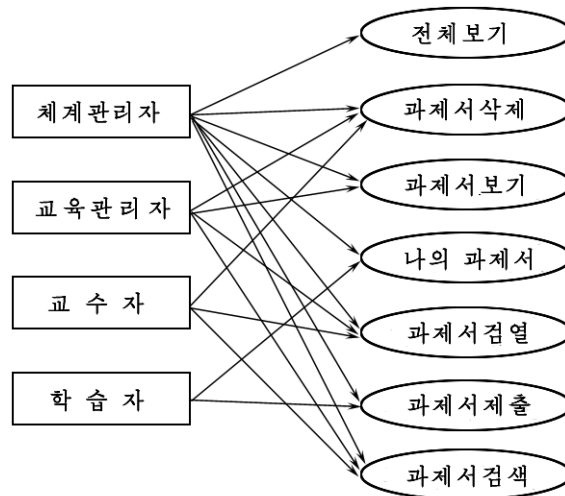 전체보기
체계관리자
과제서삭제
교육관리자
과제서보기
나의 과제서
교 수 자
과제서검열
학 습 자
과제서제출
과제서검색